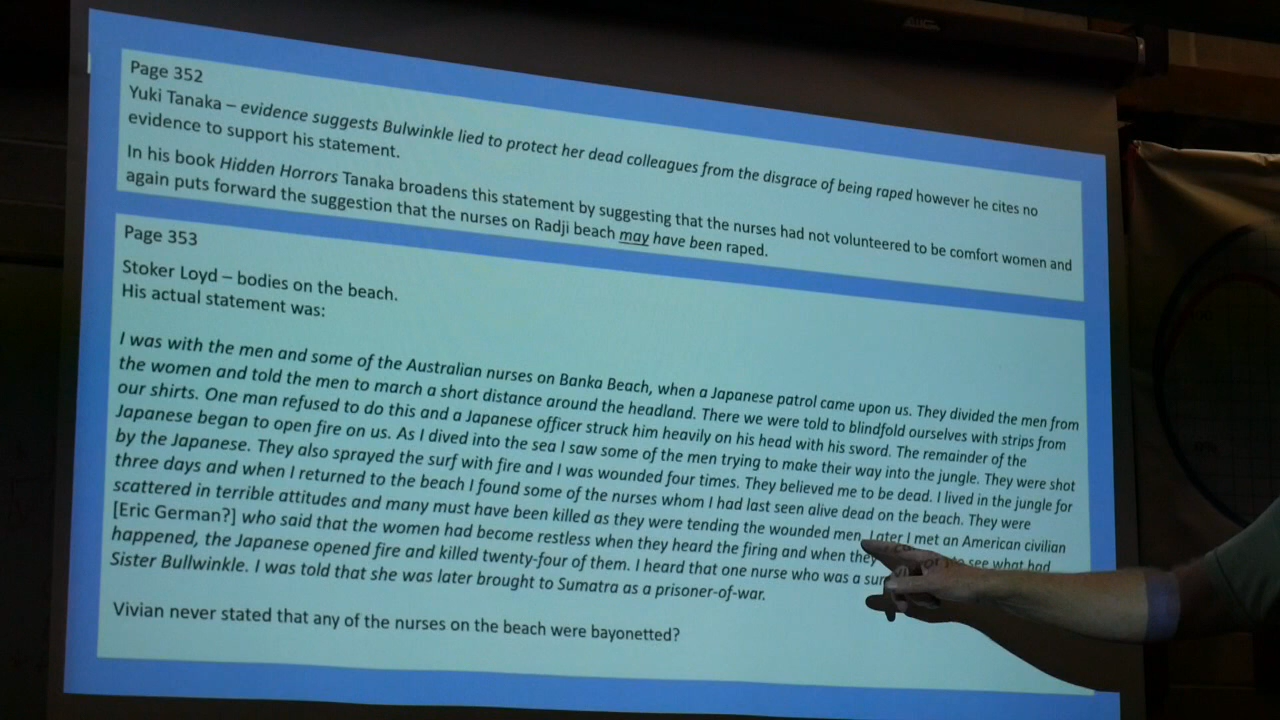 Page 352
Yuki Tanaka – evidence suggests Bulwinkle lied to protect her dead colleagues from the disgrace of being raped however he cites no
evidence to support his statement.
In his book Hidden Horrors Tanaka broadens this statement by suggesting that the nurses had not volunteered to be comfort women and
again puts forward the suggestion that the nurses on Radji beach may have been raped.
Page 353
Stoker Loyd – bodies on the beach.
His actual statement was:
I was with the men and some of the Australian nurses on Banka Beach, when a Japanese patrol came upon us. They divided the men from
the women and told the men to march a short distance around the headland. There we were told to blindfold ourselves with strips from
our shirts. One man refused to do this and a Japanese officer struck him heavily on his head with his sword. The remainder of the
Japanese began to open fire on us. As I dived into the sea I saw some of the men trying to make their way into the jungle. They were shot
by the Japanese. They also sprayed the surf with fire and I was wounded four times. They believed me to be dead. I lived in the jungle for
three days and when I returned to the beach I found some of the nurses whom I had last seen alive dead on the beach. They were
scattered in terrible attitudes and many must have been killed as they were tending the wounded men. Later I met an American civilian
[Eric German?] who said that the women had become restless when they heard the firing and when they see what had
happened, the Japanese opened fire and killed twenty-four of them. I heard that one nurse who was a
Sister Bullwinkle. I was told that she was later brought to Sumatra as a prisoner-of-war.
Vivian never stated that any of the nurses on the beach were bayonetted?